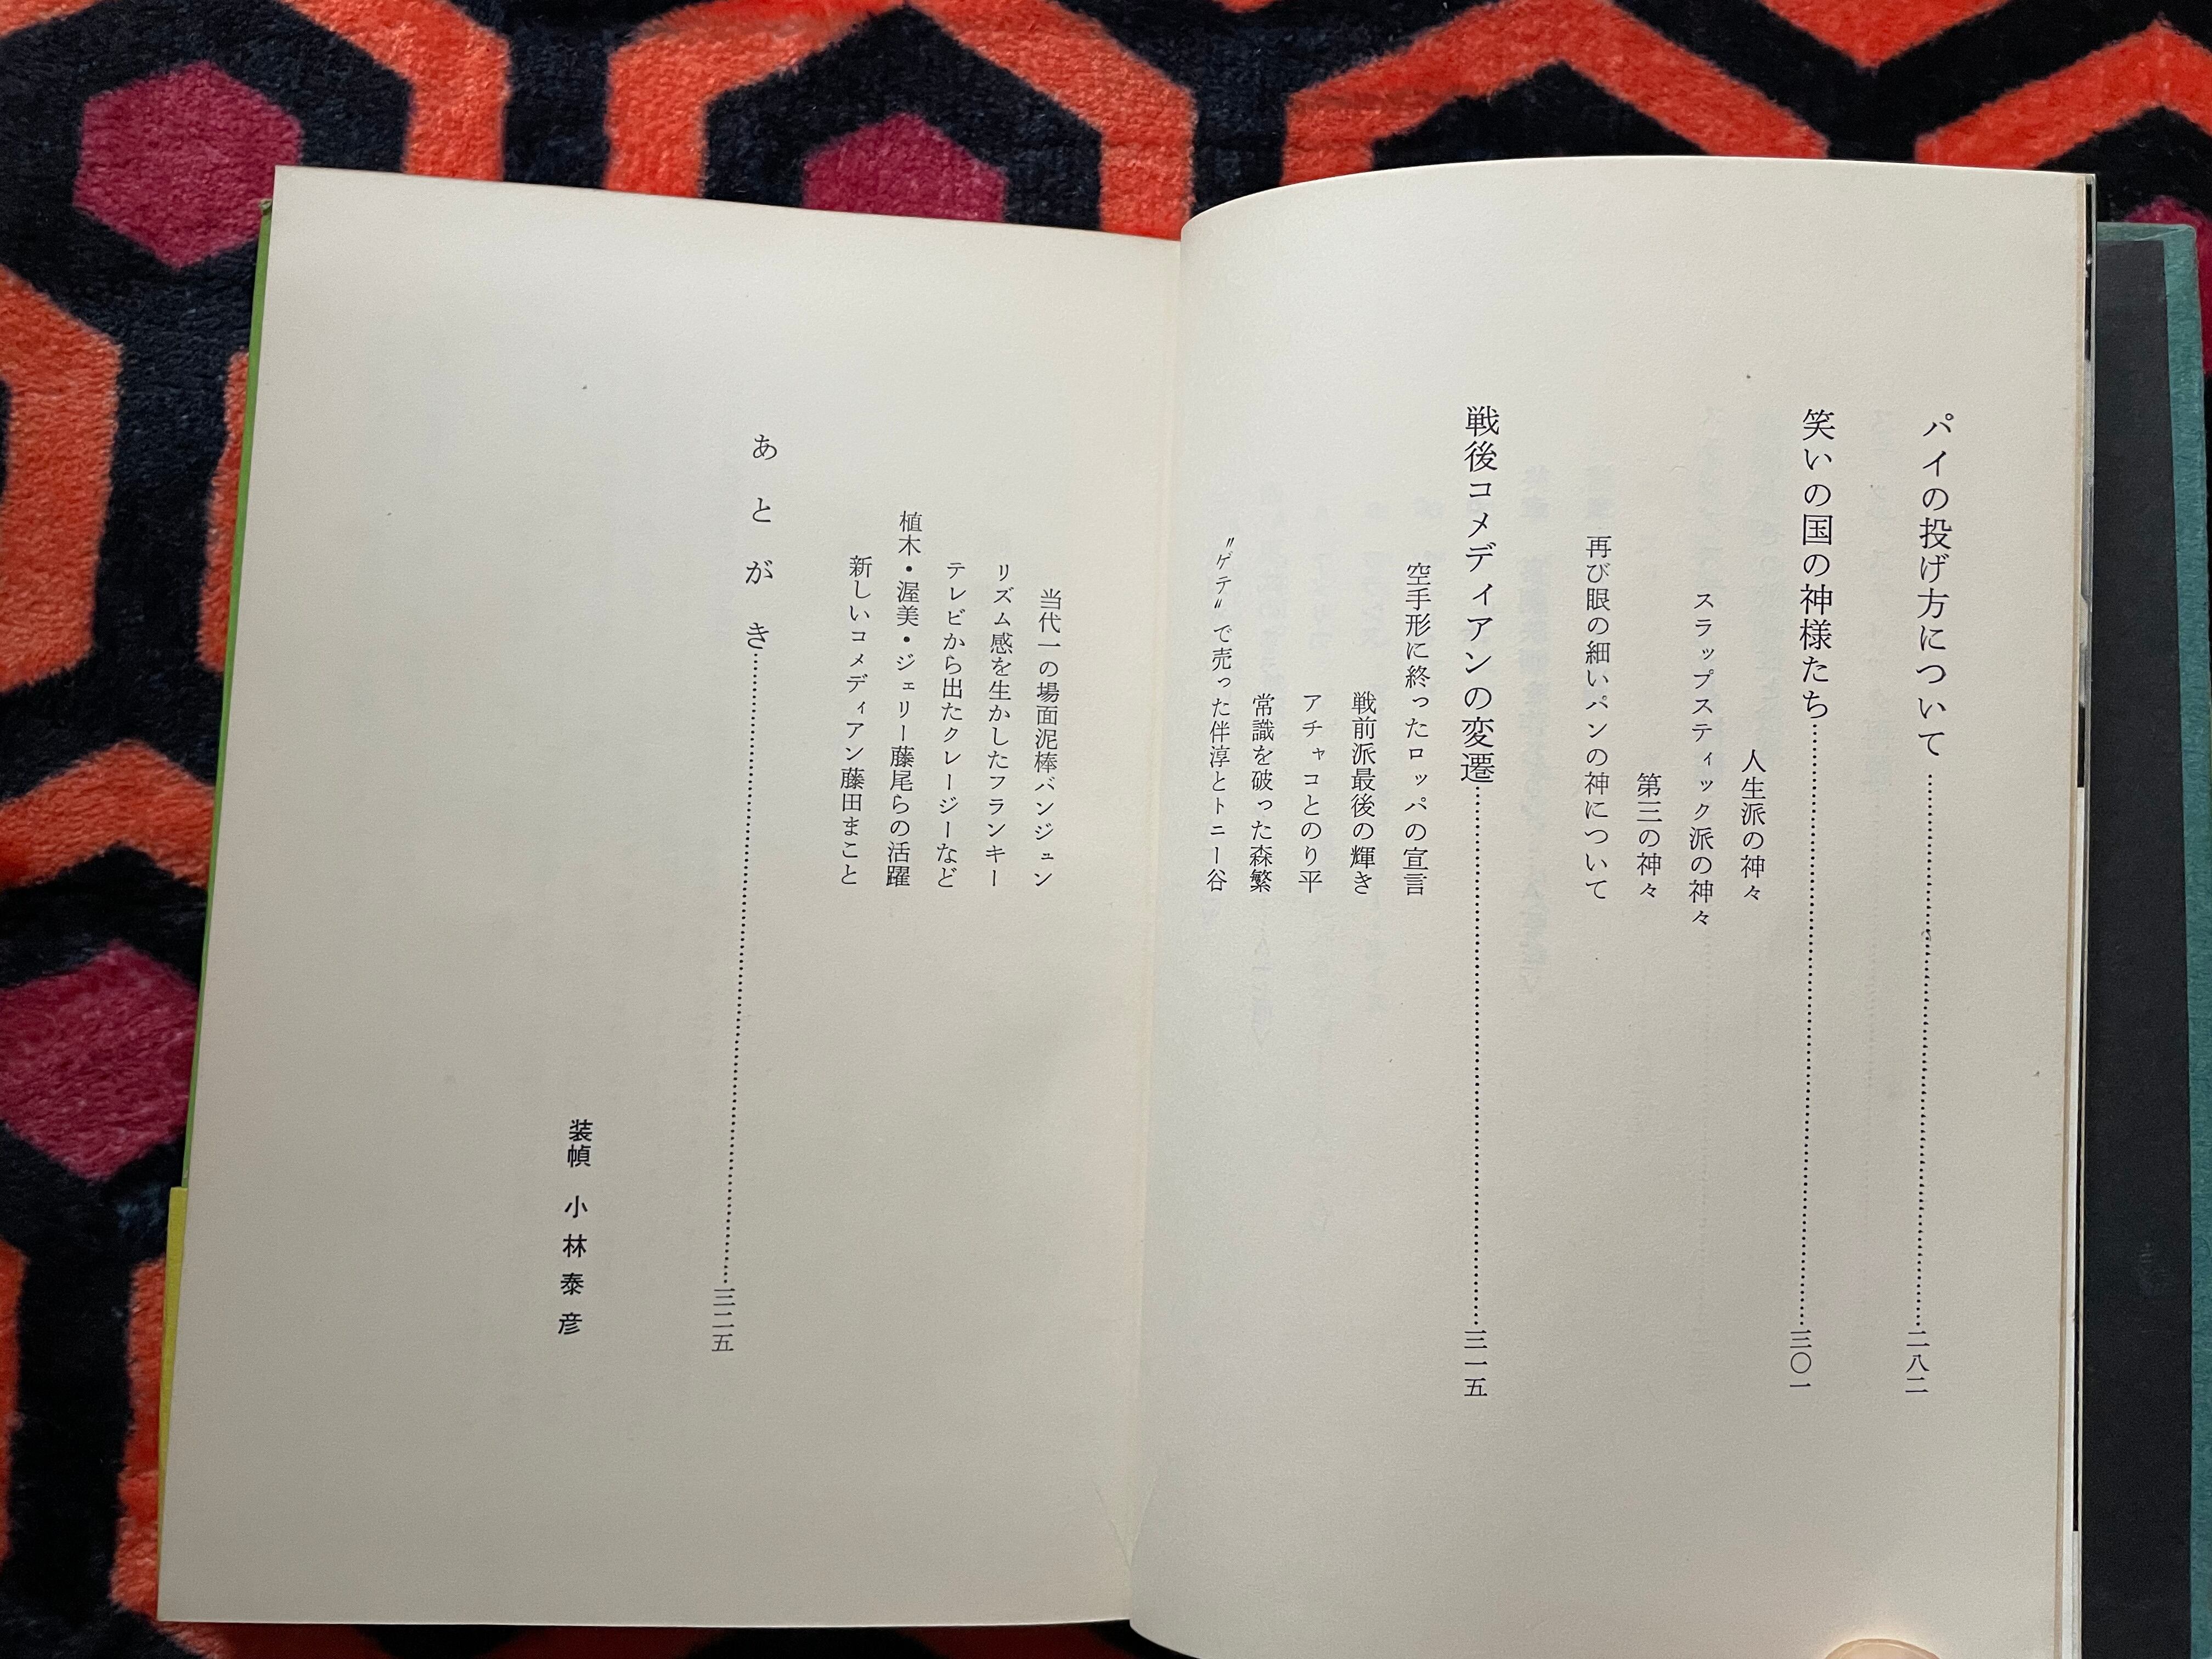 パイの投げ方について……二八二
笑いの国の神様たち……三〇一
人生派の神々
スラップスティック派の神々
第三の神々
再び眼の細いパンの神について
戦後コメディアンの変遷……三一五
空手形に終ったロッパの宣言
戦前派最後の輝き
アチャコとのり平
常識を破った森繁
〃ゲテ〃で売った伴淳とトニー谷
当代一の場面泥棒バンジュン
リズム感を生かしたフランキー
テレビから出たクレージーなど
植木・渥美・ジェリー藤尾らの活躍
新しいコメディアン藤田まこと
あとがき……三二五
装幀 小林泰彦